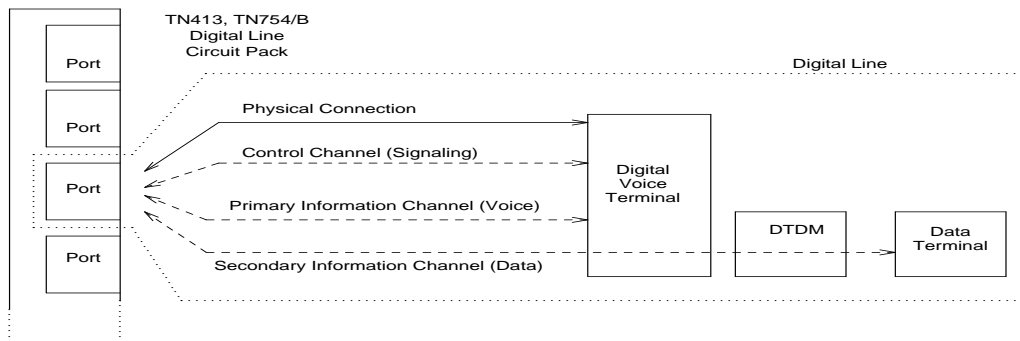 TN413, TN754/B
Digital Line
Circuit Pack
Digital Line
Port
Port
Port
Port
Physical Connection
Control Channel (Signaling)
Primary Information Channel (Voice)
Secondary Information Channel (Data)
Digital
Voice
Terminal
DTDM
Data
Terminal